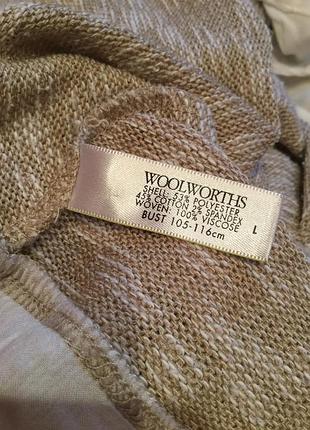 WOOLWORTHS
SHELL: 53% POLYESTER
45% COTTON 2% SPANDEX
WOVEN: 100% VISCOSE
BUST 105-116cm
L